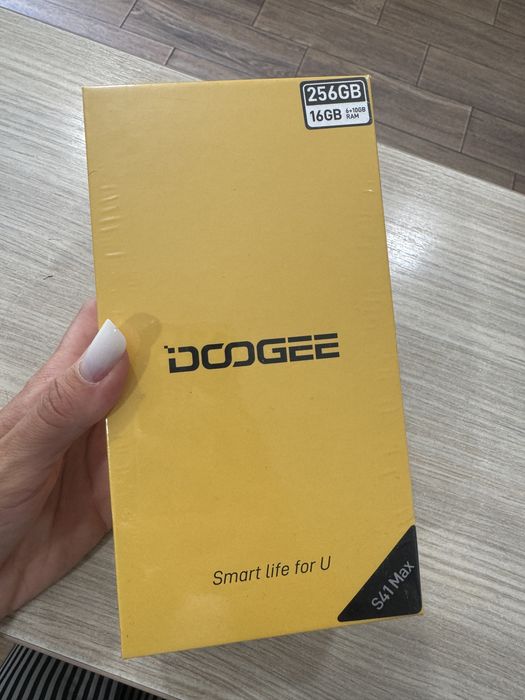 256GB
16GB 6+10GB
RAM
DOOGEE
Smart life for U
S41 Max